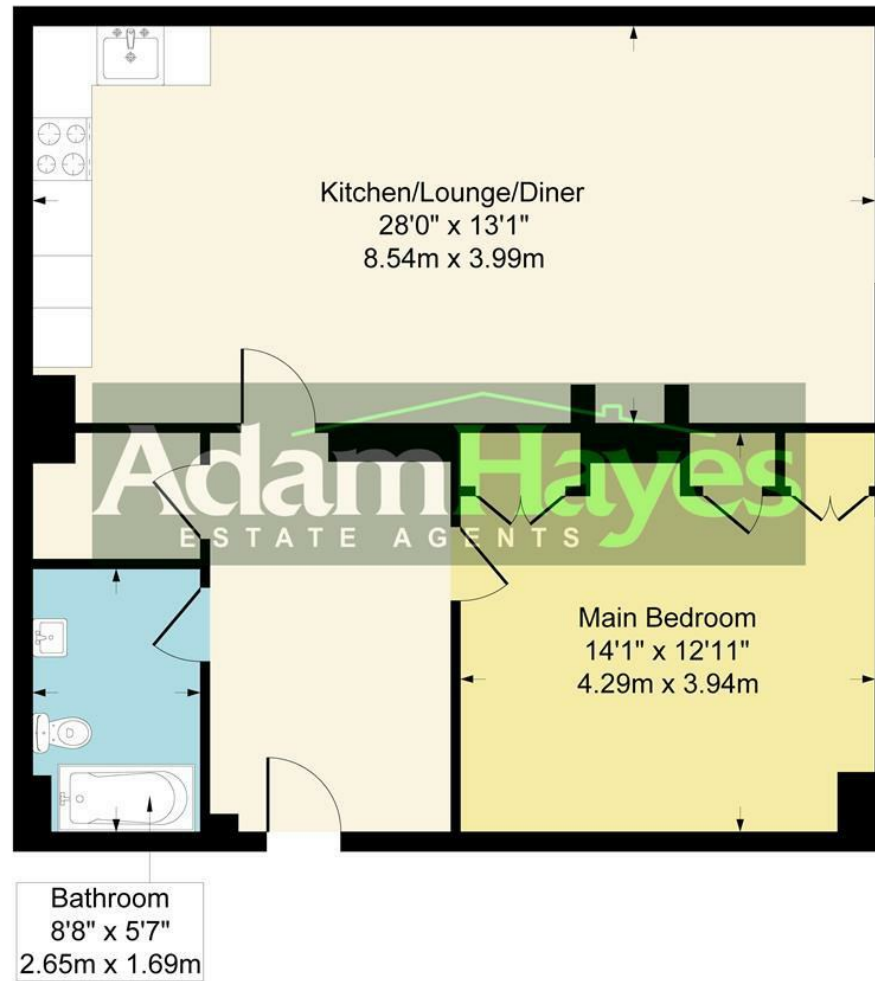 Kitchen/Lounge/Diner
28'0" x 13'1"
8.54m x 3.99m
AdamHayes
ESTATE AGENTS
Main Bedroom
14'1" x 12'11"
4.29m x 3.94m
Bathroom
8'8" x 5'7"
2.65m x 1.69m